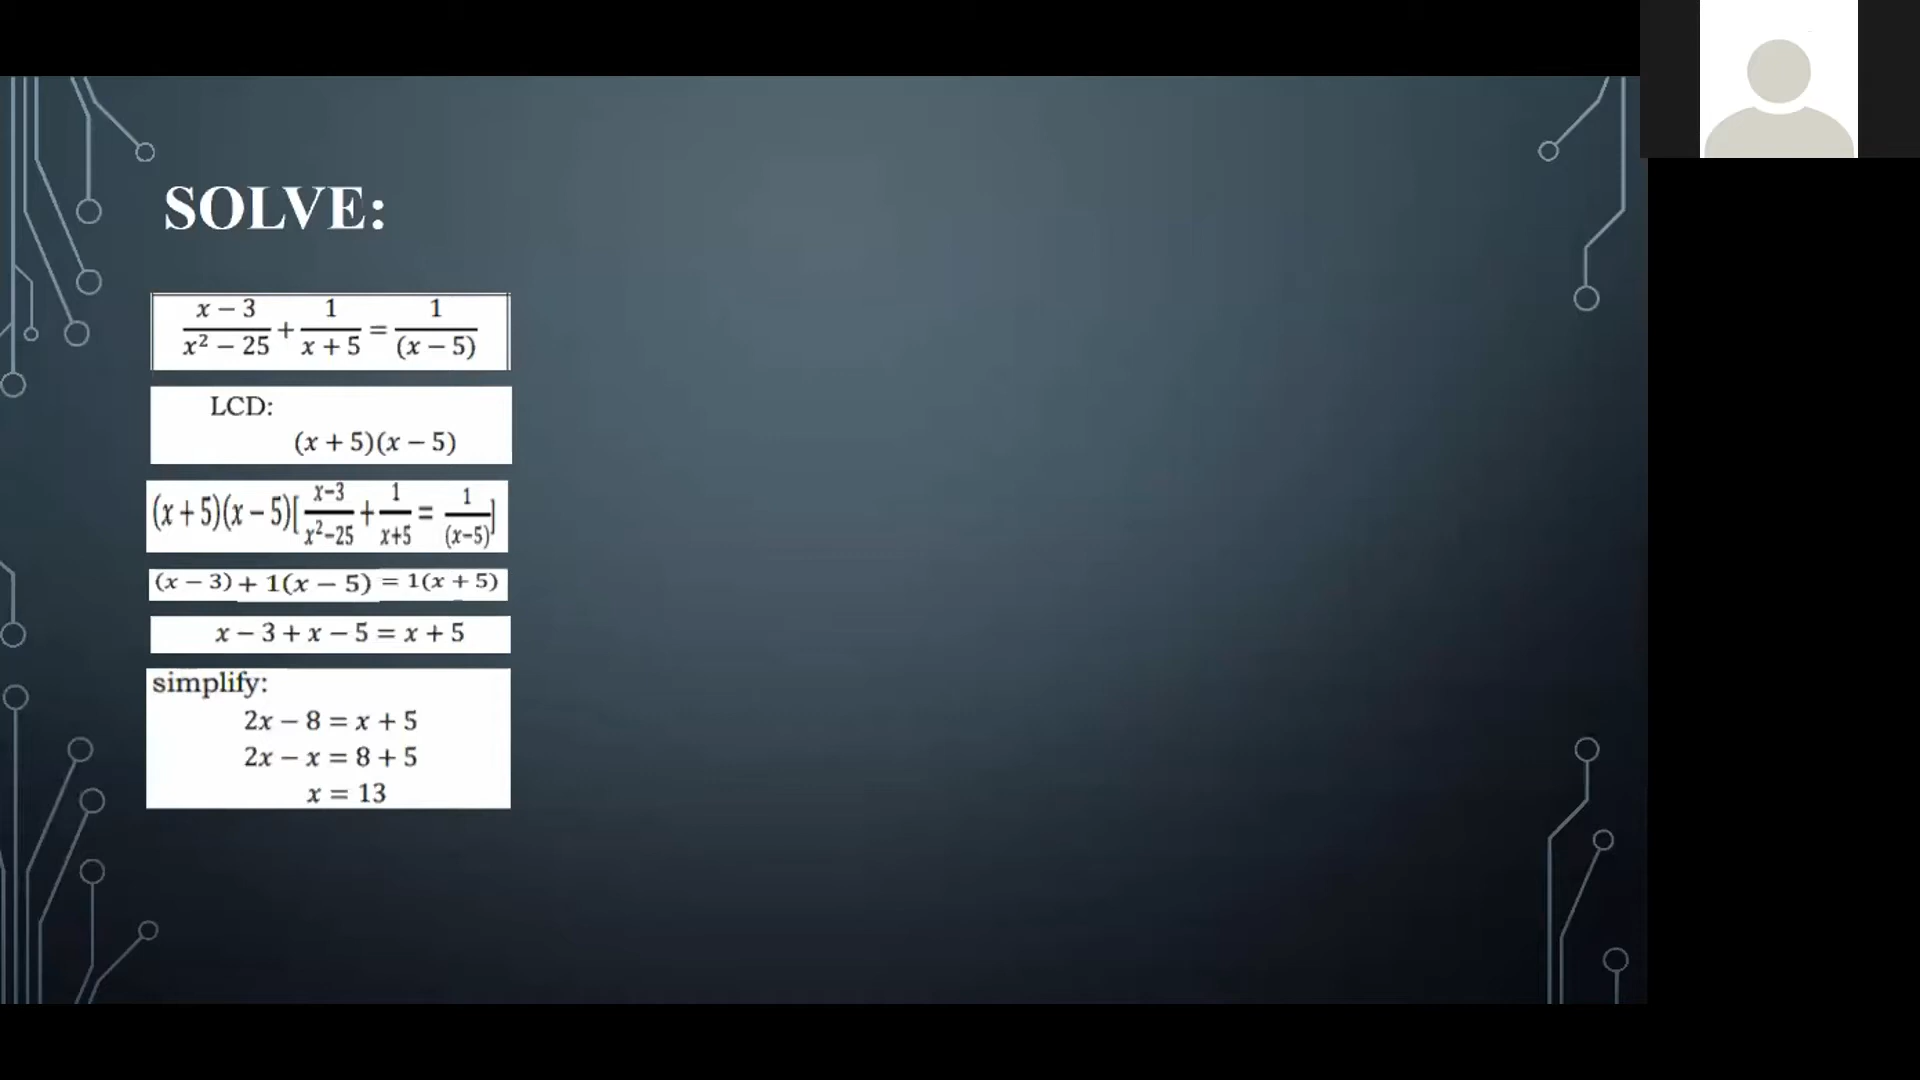 SOLVE:
x − 3 / x² − 25 + 1 / x + 5 = 1 / (x − 5)
LCD:
(x + 5)(x − 5)
(x + 5)(x − 5)[x−3 / x²−25 + 1 / x+5 = 1 / (x−5)]
(x − 3) + 1(x − 5) = 1(x + 5)
x − 3 + x − 5 = x + 5
simplify:
2x − 8 = x + 5
2x − x = 8 + 5
x = 13